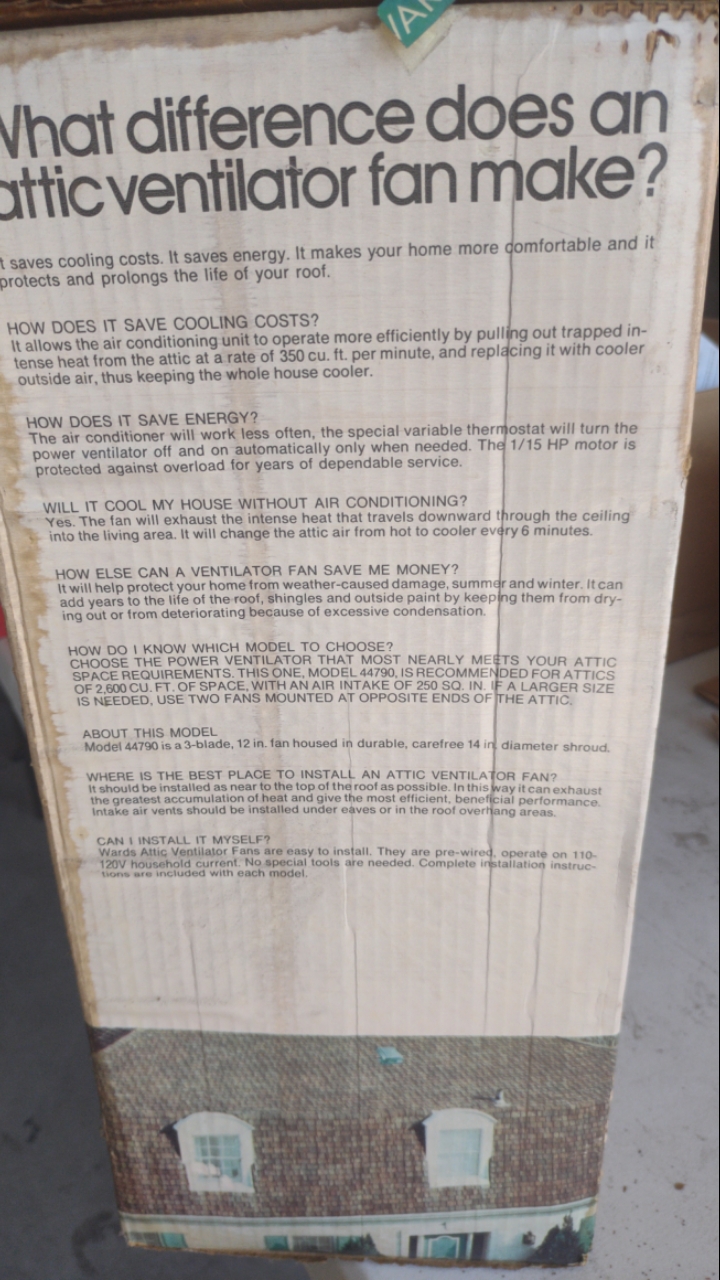 What difference does an
attic ventilator fan make?
It saves cooling costs. It saves energy. It makes your home more comfortable and it
protects and prolongs the life of your roof.
HOW DOES IT SAVE COOLING COSTS?
It allows the air conditioning unit to operate more efficiently by pulling out trapped in-
tense heat from the attic at a rate of 350 cu. ft. per minute, and replacing it with cooler
outside air, thus keeping the whole house cooler.
HOW DOES IT SAVE ENERGY?
The air conditioner will work less often, the special variable thermostat will turn the
power ventilator off and on automatically only when needed. The 1/15 HP motor is
protected against overload for years of dependable service.
WILL IT COOL MY HOUSE WITHOUT AIR CONDITIONING?
Yes. The fan will exhaust the intense heat that travels downward through the ceiling
into the living area. It will change the attic air from hot to cooler every 6 minutes.
HOW ELSE CAN A VENTILATOR FAN SAVE ME MONEY?
It will help protect your home from weather-caused damage, summer and winter. It can
add years to the life of the roof, shingles and outside paint by keeping them from dry-
ing out or from deteriorating because of excessive condensation.
HOW DO I KNOW WHICH MODEL TO CHOOSE?
CHOOSE THE POWER VENTILATOR THAT MOST NEARLY MEETS YOUR ATTIC
SPACE REQUIREMENTS. THIS ONE, MODEL 44790, IS RECOMMENDED FOR ATTICS
OF 2,600 CU. FT. OF SPACE, WITH AN AIR INTAKE OF 250 SQ. IN. IF A LARGER SIZE
IS NEEDED, USE TWO FANS MOUNTED AT OPPOSITE ENDS OF THE ATTIC.
ABOUT THIS MODEL
Model 44790 is a 3-blade, 12 in. fan housed in durable, carefree 14 in. diameter shroud.
WHERE IS THE BEST PLACE TO INSTALL AN ATTIC VENTILATOR FAN?
It should be installed as near to the top of the roof as possible. In this way it can exhaust
the greatest accumulation of heat and give the most efficient, beneficial performance.
Intake air vents should be installed under eaves or in the roof overhang areas.
CAN I INSTALL IT MYSELF?
Wards Attic Ventilator Fans are easy to install. They are pre-wired, operate on 110-
120V household current. No special tools are needed. Complete installation instruc-
tions are included with each model.